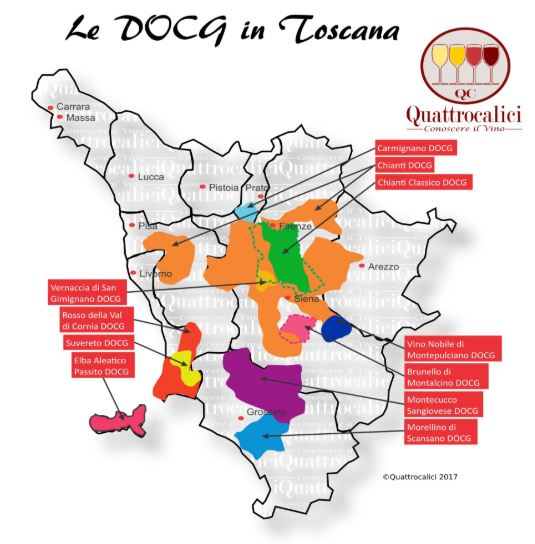 Le DOCG in Toscana
QC
Quattrocalici
Conoscere il Vino
Carrara
Massa
Lucca
Pistoia
Prato
Pisa
Firenze
Livorno
Arezzo
Siena
Grosseto
Carmignano DOCG
Chianti DOCG
Chianti Classico DOCG
Vernaccia di San
Gimignano DOCG
Rosso della Val
di Cornia DOCG
Suvereto DOCG
Elba Aleatico
Passito DOCG
Vino Nobile di
Montepulciano DOCG
Brunello di
Montalcino DOCG
Montecucco
Sangiovese DOCG
Morellino di
Scansano DOCG
©Quattrocalici 2017